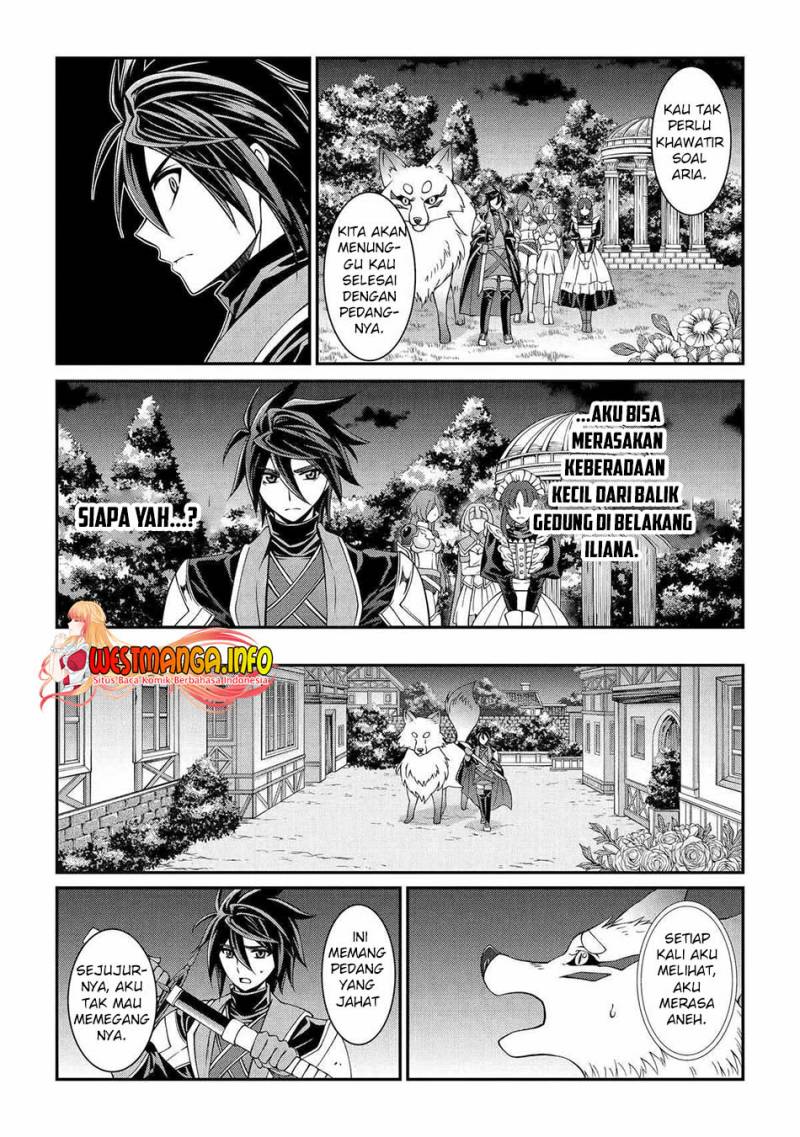 KAU TAK
PERLU
KHAWATIR
SOAL
ARIA.
KITA AKAN
MENUNG-
GU KAU
SELESAI
DENGAN
PEDANG-
NYA.
...AKU BISA
MERASAKAN
KEBERADAAN
KECIL DARI BALIK
GEDUNG DI BELAKANG
ILIANA.
SIAPA YAH...?
WESTMANGA.INFO
Situs Baca Komik Berbahasa Indonesia
SETIAP
KALI AKU
MELIHAT,
AKU
MERASA
ANEH.
INI
MEMANG
PEDANG
YANG
JAHAT
SEJUJUR-
NYA, AKU
TAK MAU
MEMEGANG
NYA.